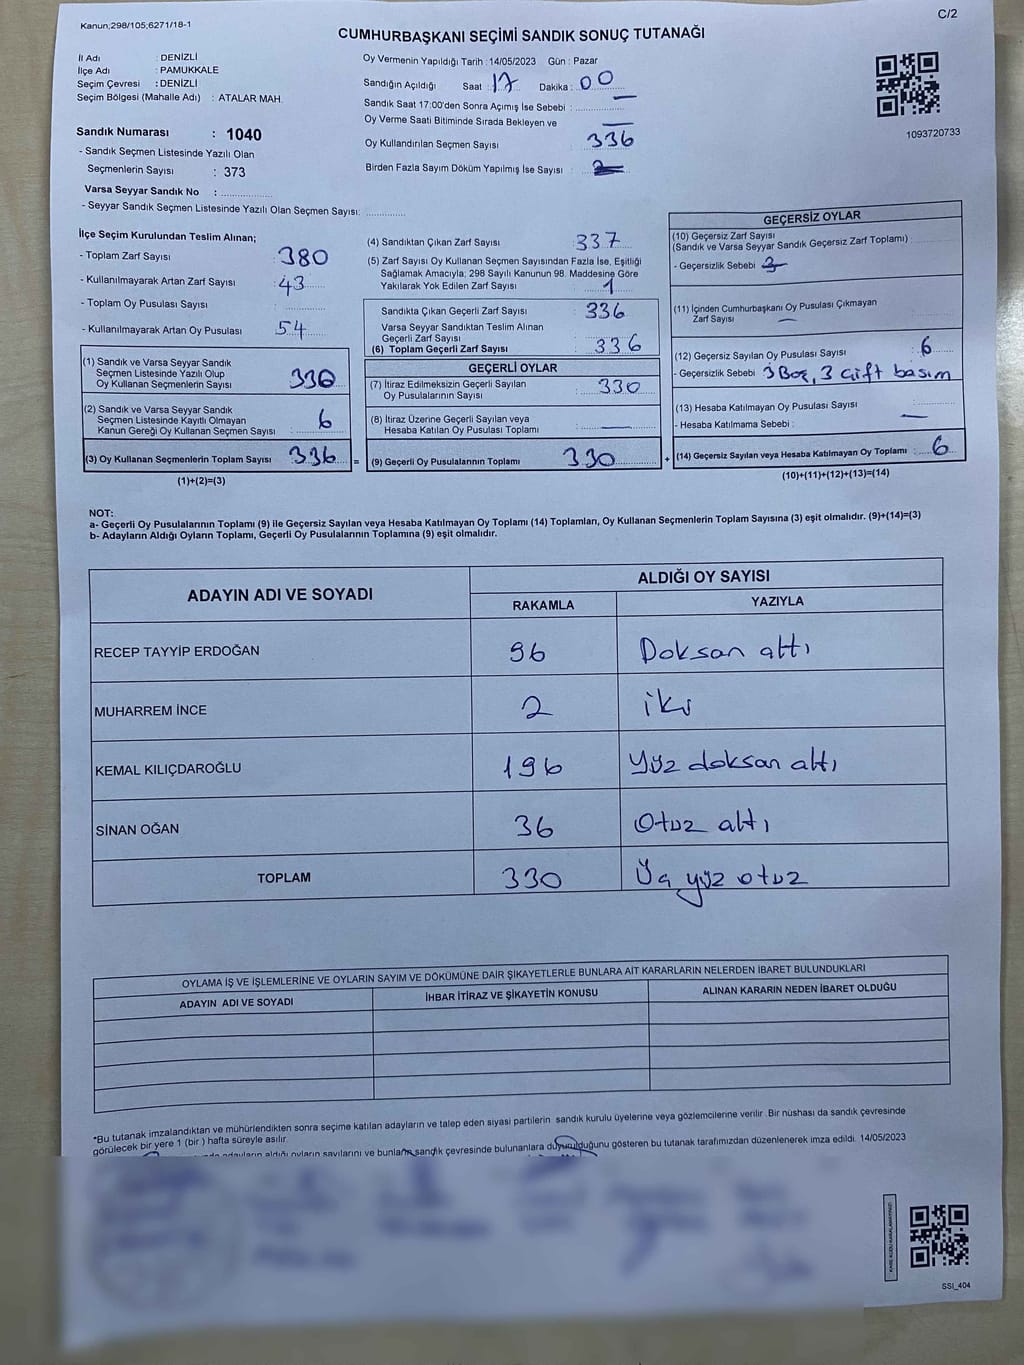 Kanun;298/105;6271/18-1
C/2
CUMHURBAŞKANI SEÇİMİ SANDIK SONUÇ TUTANAĞI
İl Adı : DENİZLİ
İlçe Adı : PAMUKKALE
Seçim Çevresi : DENİZLİ
Seçim Bölgesi (Mahalle Adı) : ATALAR MAH.
Sandık Numarası : 1040
- Sandık Seçmen Listesinde Yazılı Olan
Seçmenlerin Sayısı : 373
Varsa Seyyar Sandık No :
- Seyyar Sandık Seçmen Listesinde Yazılı Olan Seçmen Sayısı:
Oy Vermenin Yapıldığı Tarih : 14/05/2023 Gün : Pazar
Sandığın Açıldığı Saat : 17 Dakika : 00
Sandık Saat 17:00'den Sonra Açımış İse Sebebi : —
Oy Verme Saati Bitiminde Sırada Bekleyen ve —
Oy Kullandırılan Seçmen Sayısı : 336
Birden Fazla Sayım Döküm Yapılmış İse Sayısı :
1093720733
İlçe Seçim Kurulundan Teslim Alınan;
- Toplam Zarf Sayısı : 380
- Kullanılmayarak Artan Zarf Sayısı : 43
- Toplam Oy Pusulası Sayısı :
- Kullanılmayarak Artan Oy Pusulası : 54
(1) Sandık ve Varsa Seyyar Sandık
Seçmen Listesinde Yazılı Olup
Oy Kullanan Seçmenlerin Sayısı : 330
(2) Sandık ve Varsa Seyyar Sandık
Seçmen Listesinde Kayıtlı Olmayan
Kanun Gereği Oy Kullanan Seçmen Sayısı : 6
(3) Oy Kullanan Seçmenlerin Toplam Sayısı : 336 =
(1)+(2)=(3)
(4) Sandıktan Çıkan Zarf Sayısı : 337
(5) Zarf Sayısı Oy Kullanan Seçmen Sayısından Fazla İse, Eşitliği
Sağlamak Amacıyla; 298 Sayılı Kanunun 98. Maddesine Göre
Yakılarak Yok Edilen Zarf Sayısı : 1
Sandıkta Çıkan Geçerli Zarf Sayısı : 336
Varsa Seyyar Sandıktan Teslim Alınan
Geçerli Zarf Sayısı :
(6) Toplam Geçerli Zarf Sayısı : 336
GEÇERLİ OYLAR
(7) İtiraz Edilmeksizin Geçerli Sayılan
Oy Pusulalarının Sayısı : 330
(8) İtiraz Üzerine Geçerli Sayılan veya
Hesaba Katılan Oy Pusulası Toplamı : —
(9) Geçerli Oy Pusulalarının Toplamı : 330 +
GEÇERSİZ OYLAR
(10) Geçersiz Zarf Sayısı
(Sandık ve Varsa Seyyar Sandık Geçersiz Zarf Toplamı) :
- Geçersizlik Sebebi :
(11) İçinden Cumhurbaşkanı Oy Pusulası Çıkmayan
Zarf Sayısı : —
(12) Geçersiz Sayılan Oy Pusulası Sayısı : 6
- Geçersizlik Sebebi : 3 Boş, 3 Çift basım
(13) Hesaba Katılmayan Oy Pusulası Sayısı :
- Hesaba Katılmama Sebebi : —
(14) Geçersiz Sayılan veya Hesaba Katılmayan Oy Toplamı : 6
(10)+(11)+(12)+(13)=(14)
NOT:
a- Geçerli Oy Pusulalarının Toplamı (9) ile Geçersiz Sayılan veya Hesaba Katılmayan Oy Toplamı (14) Toplamları, Oy Kullanan Seçmenlerin Toplam Sayısına (3) eşit olmalıdır. (9)+(14)=(3)
b- Adayların Aldığı Oyların Toplamı, Geçerli Oy Pusulalarının Toplamına (9) eşit olmalıdır.
ADAYIN ADI VE SOYADI
ALDIĞI OY SAYISI
RAKAMLA YAZIYLA
RECEP TAYYİP ERDOĞAN 96 Doksan altı
MUHARREM İNCE 2 iki
KEMAL KILIÇDAROĞLU 196 Yüz doksan altı
SİNAN OĞAN 36 Otuz altı
TOPLAM 330 Üç yüz otuz
OYLAMA İŞ VE İŞLEMLERİNE VE OYLARIN SAYIM VE DÖKÜMÜNE DAİR ŞİKAYETLERLE BUNLARA AİT KARARLARIN NELERDEN İBARET BULUNDUKLARI
ADAYIN ADI VE SOYADI İHBAR İTİRAZ VE ŞİKAYETİN KONUSU ALINAN KARARIN NEDEN İBARET OLDUĞU
*Bu tutanak imzalandıktan ve mühürlendikten sonra seçime katılan adayların ve talep eden siyasi partilerin sandık kurulu üyelerine veya gözlemcilerine verilir .Bir nüshası da sandık çevresinde
görülecek bir yere 1 (bir ) hafta süreyle asılır.
adayların aldığı oyların sayılarını ve bunların sandık çevresinde bulunanlara duyurulduğunu gösteren bu tutanak tarafımızdan düzenlenerek imza edildi. 14/05/2023
SSİ_404